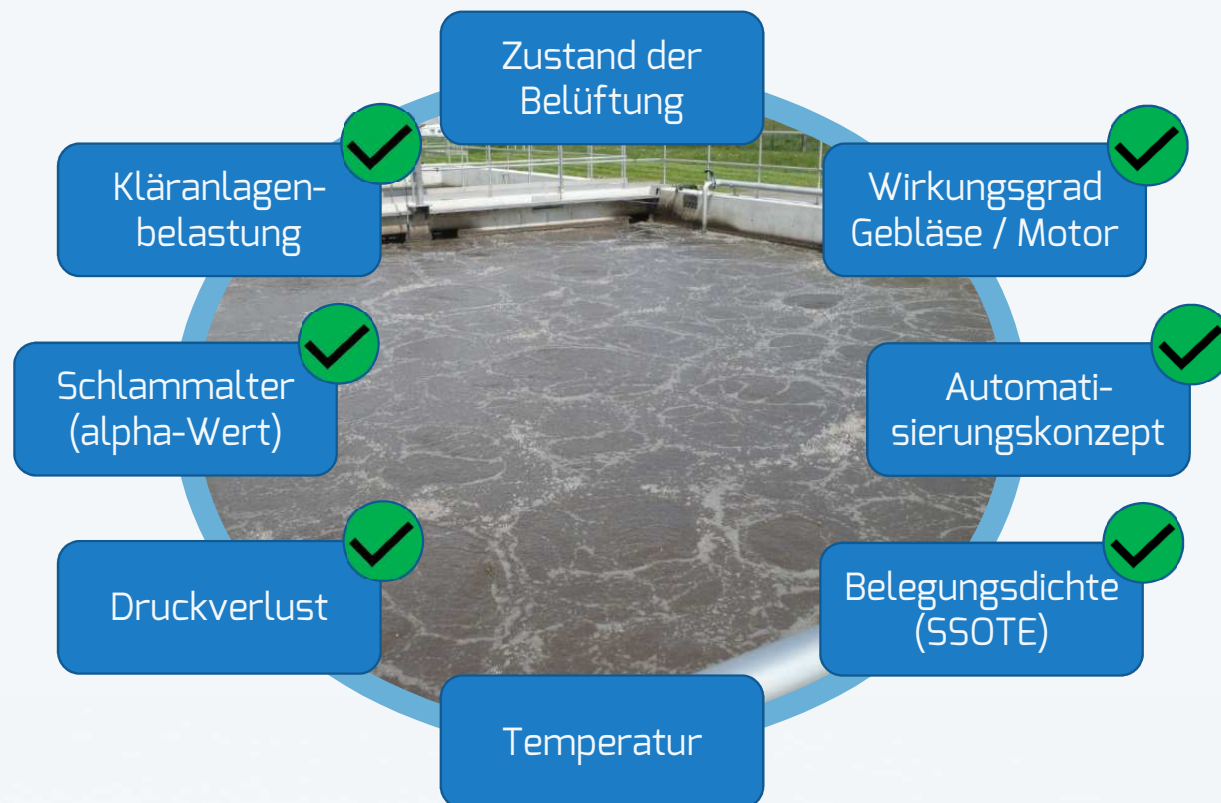 Zustand der
Belüftung
Kläranlagen-
belastung
Wirkungsgrad
Gebläse / Motor
Schlammalter
(alpha-Wert)
Automati-
sierungskonzept
Druckverlust
Belegungsdichte
(SSOTE)
Temperatur